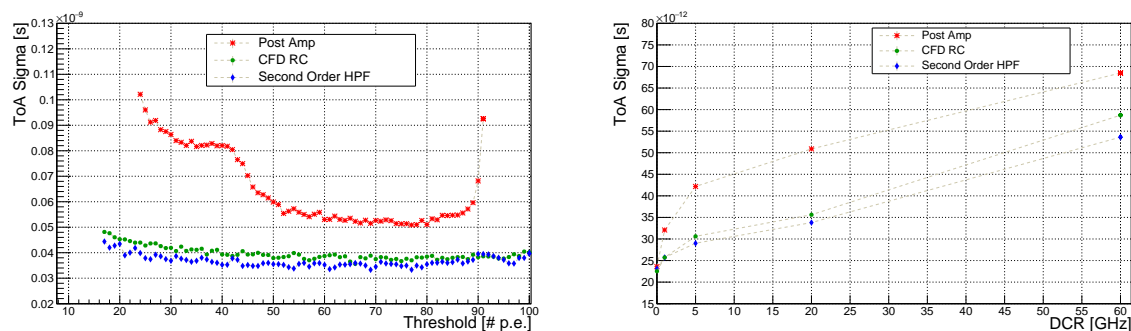 ×10⁻⁹
ToA Sigma [s]
0.13
0.12
0.11
0.1
0.09
0.08
0.07
0.06
0.05
0.04
0.03
0.02
Post Amp
CFD RC
Second Order HPF
10 20 30 40 50 60 70 80 90 100
Threshold [# p.e.]
×10⁻¹²
ToA Sigma [s]
80
75
70
65
60
55
50
45
40
35
30
25
20
15
Post Amp
CFD RC
Second Order HPF
0 5 10 15 20 25 30 35 40 45 50 55 60
DCR [GHz]